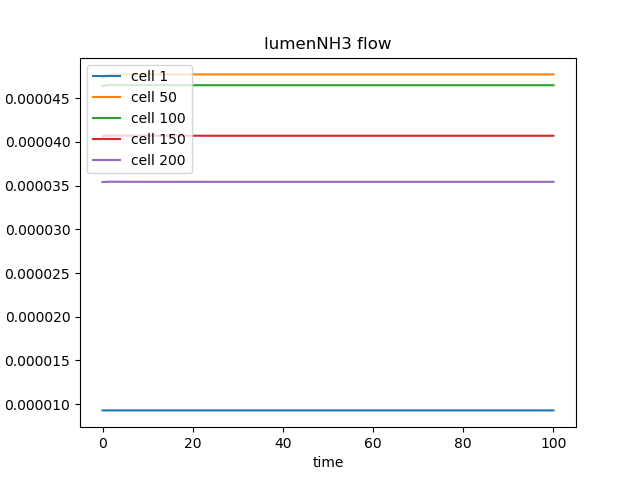 lumenNH3 flow
cell 1
cell 50
cell 100
cell 150
cell 200
0.000045
0.000040
0.000035
0.000030
0.000025
0.000020
0.000015
0.000010
0 20 40 60 80 100
time